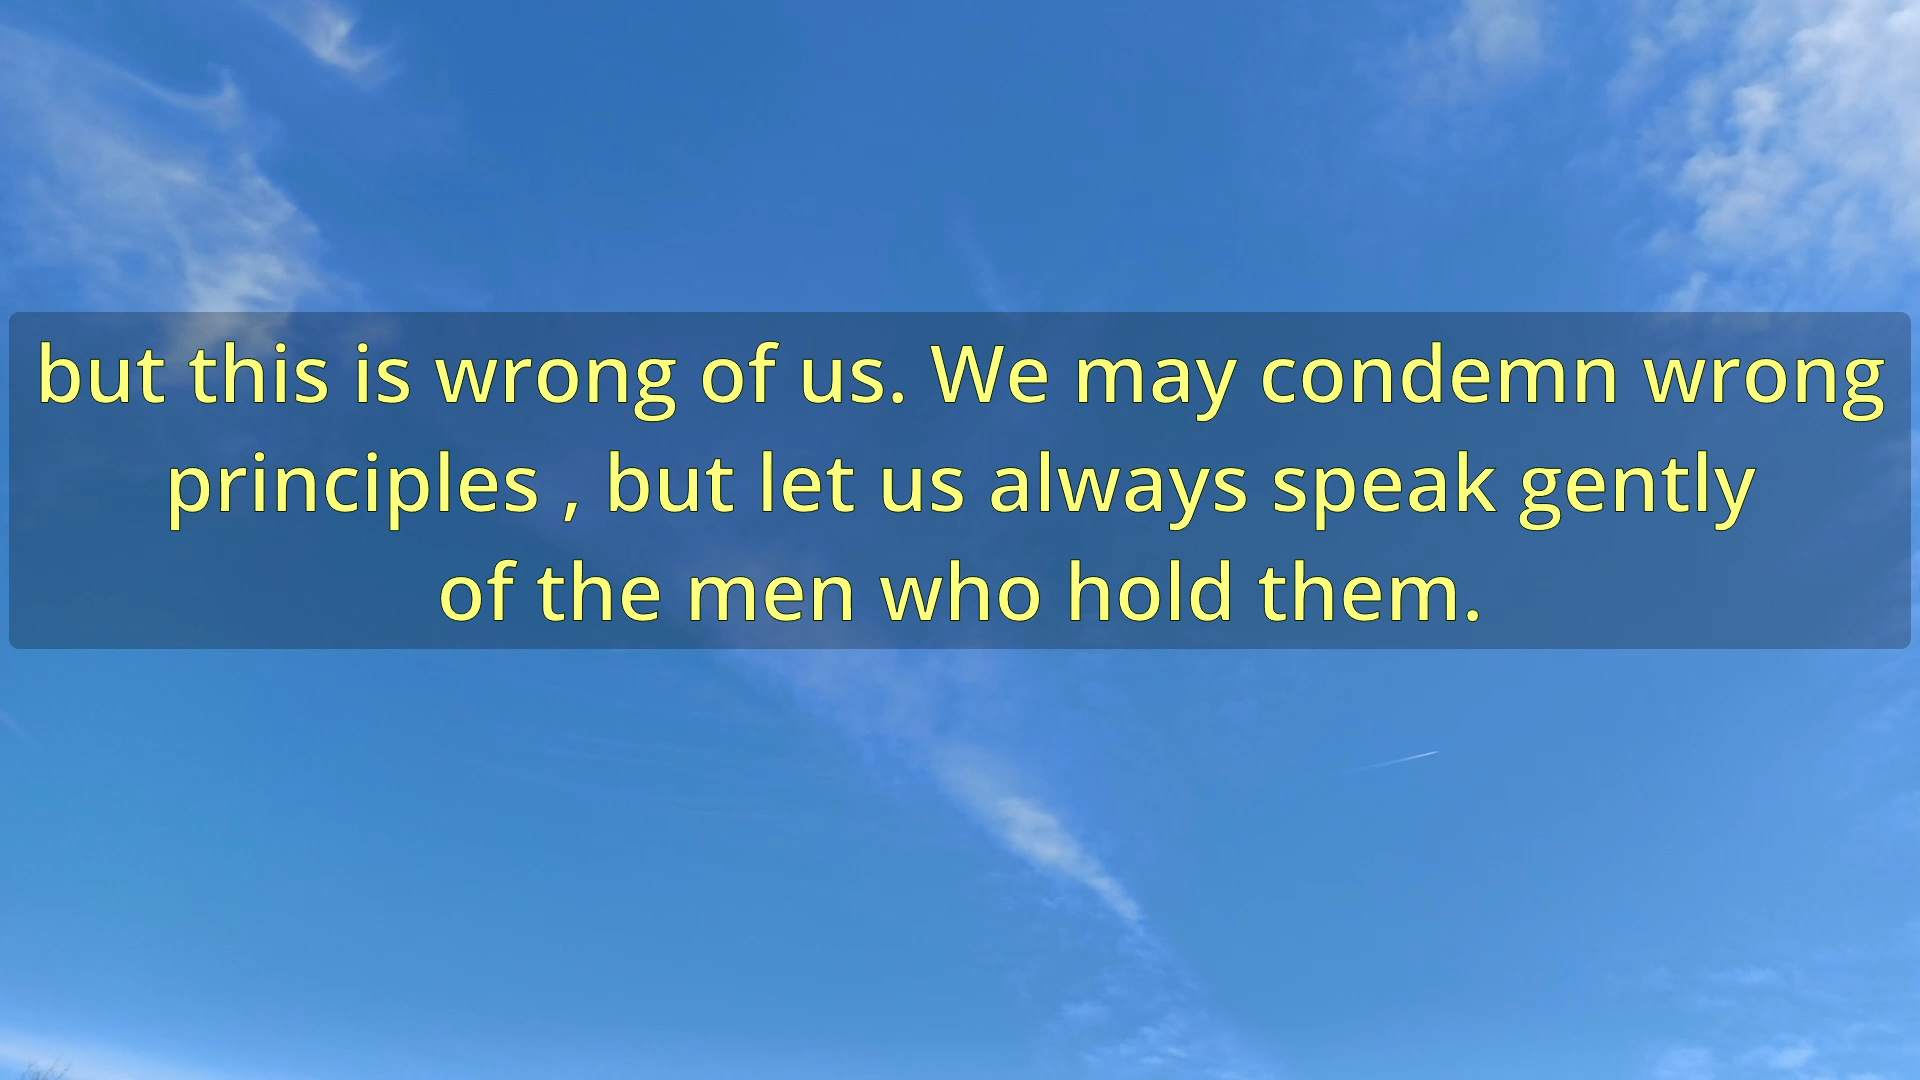 but this is wrong of us. We may condemn wrong
principles , but let us always speak gently
of the men who hold them.